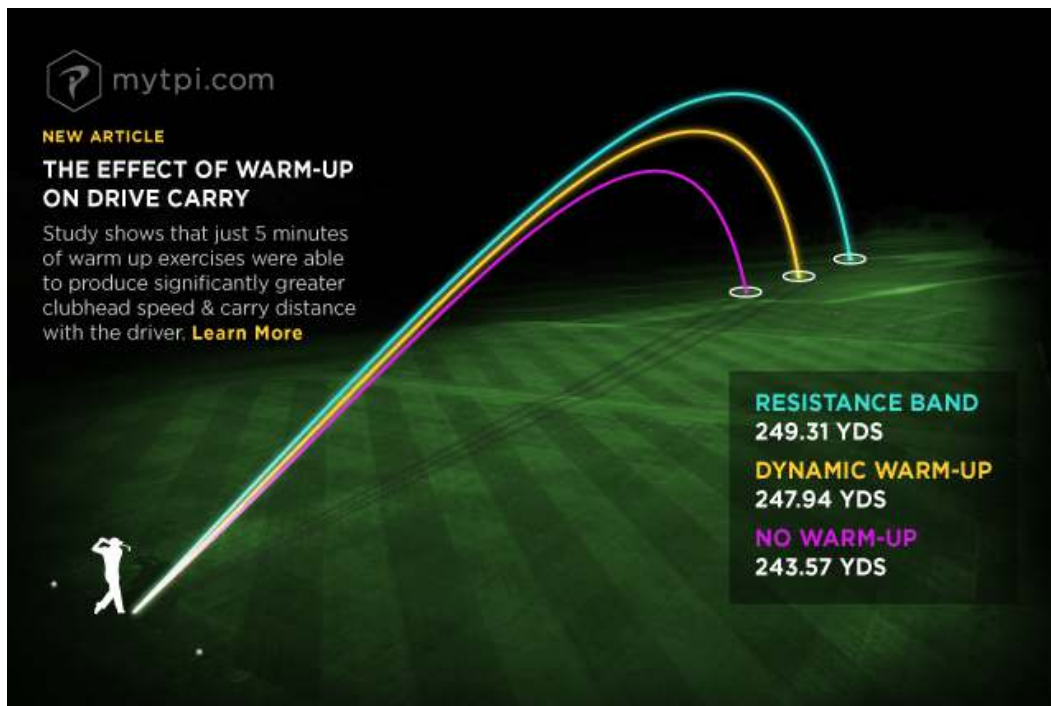 mytpi.com
NEW ARTICLE
THE EFFECT OF WARM-UP
ON DRIVE CARRY
Study shows that just 5 minutes
of warm up exercises were able
to produce significantly greater
clubhead speed & carry distance
with the driver. Learn More
RESISTANCE BAND
249.31 YDS
DYNAMIC WARM-UP
247.94 YDS
NO WARM-UP
243.57 YDS